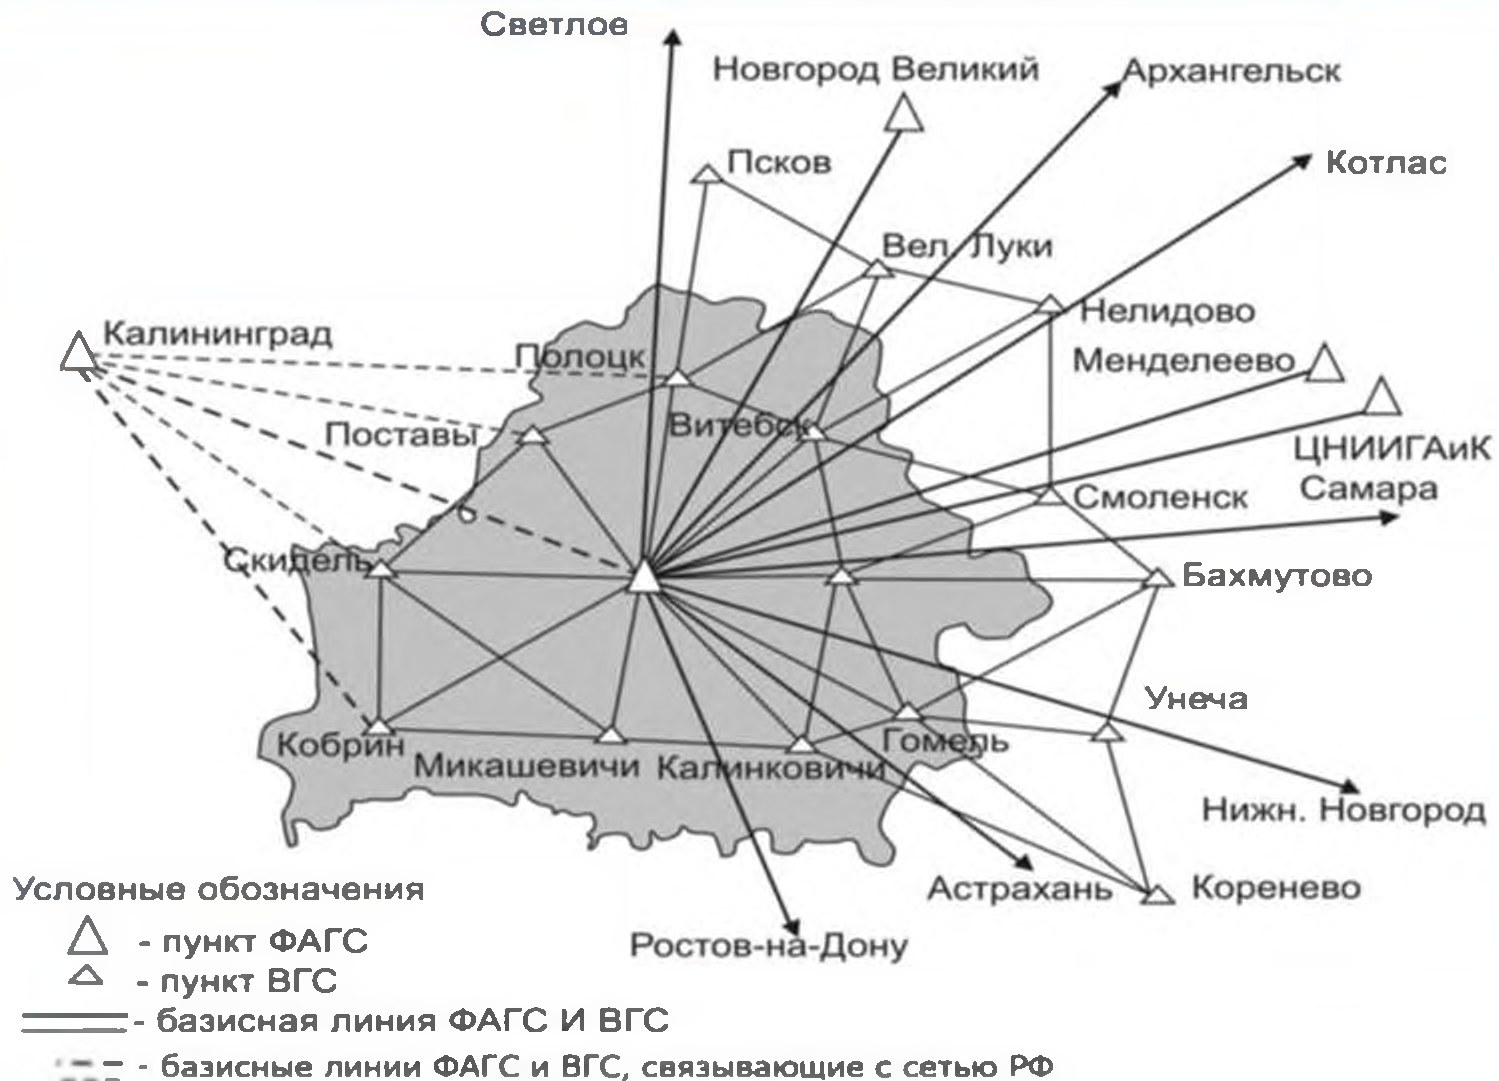 Светлое
Новгород Великий
Архангельск
Псков
Котлас
Вел. Луки
Нелидово
Калининград
Полоцк
Менделеево
Поставы
Витебск
ЦНИИГАиК
Самара
Смоленск
Скидель
Бахмутово
Унеча
Кобрин
Микашевичи
Калинковичи
Гомель
Нижн. Новгород
Астрахань
Коренево
Ростов-на-Дону
Условные обозначения
- пункт ФАГС
- пункт ВГС
- базисная линия ФАГС И ВГС
- базисные линии ФАГС и ВГС, связывающие с сетью РФ